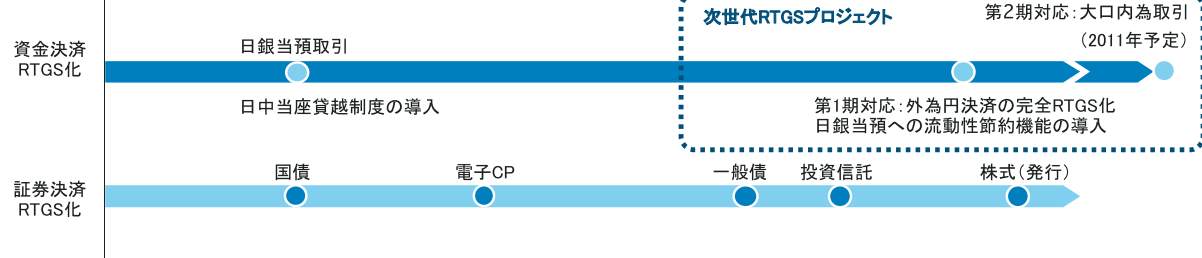 次世代RTGSプロジェクト
第2期対応：大口内為取引
（2011年予定）
資金決済
RTGS化
日銀当預取引
日中当座貸越制度の導入
第1期対応：外為円決済の完全RTGS化
日銀当預への流動性節約機能の導入
証券決済
RTGS化
国債
電子CP
一般債
投資信託
株式（発行）